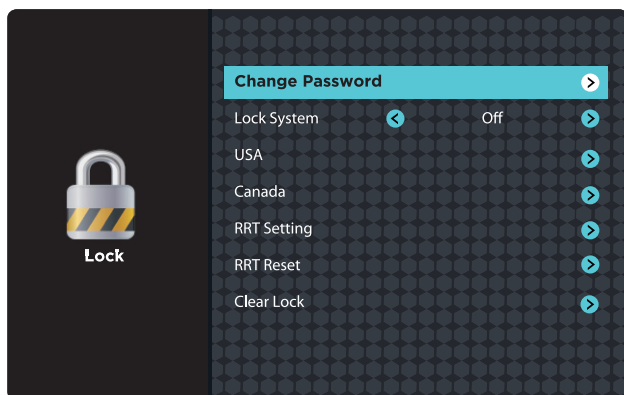 Change Password
Lock System Off
USA
Canada
RRT Setting
RRT Reset
Clear Lock
Lock